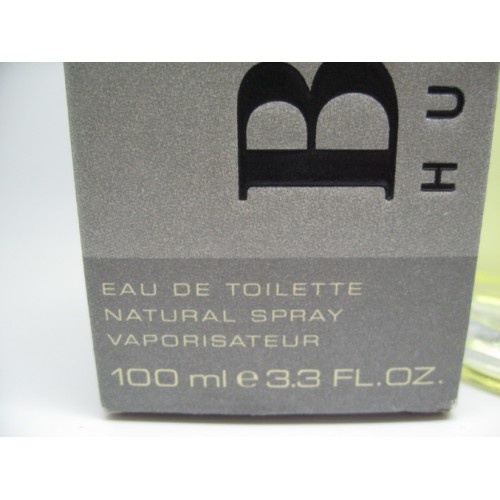 B
HU
EAU DE TOILETTE
NATURAL SPRAY
VAPORISATEUR
100 ml e 3.3 FL.OZ.